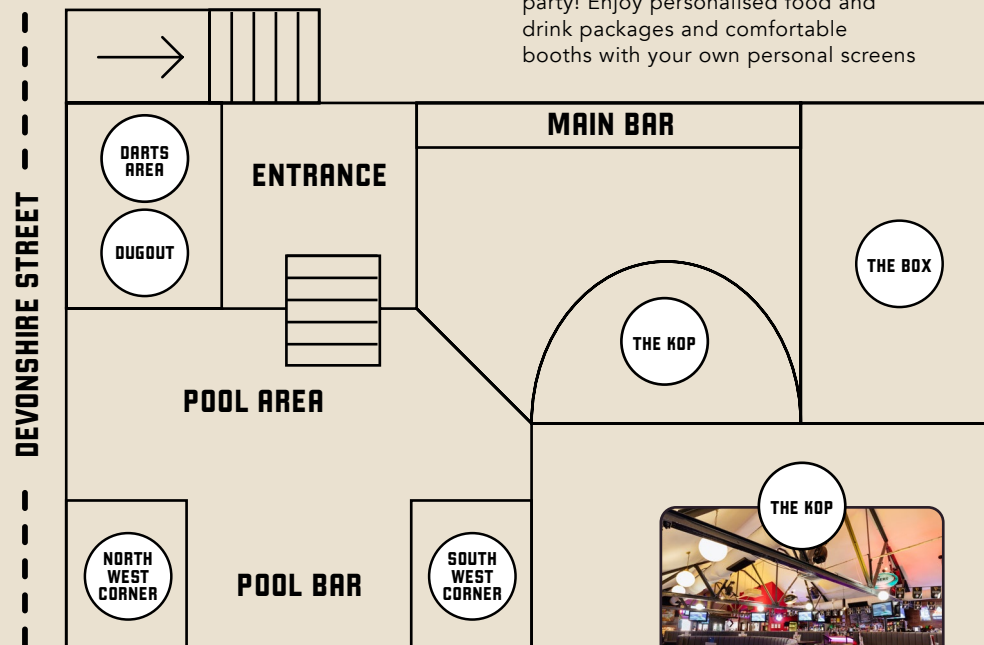 party! Enjoy personalised food and
drink packages and comfortable
booths with your own personal screens
MAIN BAR
DARTS
AREA
ENTRANCE
DUGOUT
THE BOX
THE KOP
DEVONSHIRE STREET
POOL AREA
THE KOP
NORTH
WEST
CORNER
POOL BAR
SOUTH
WEST
CORNER